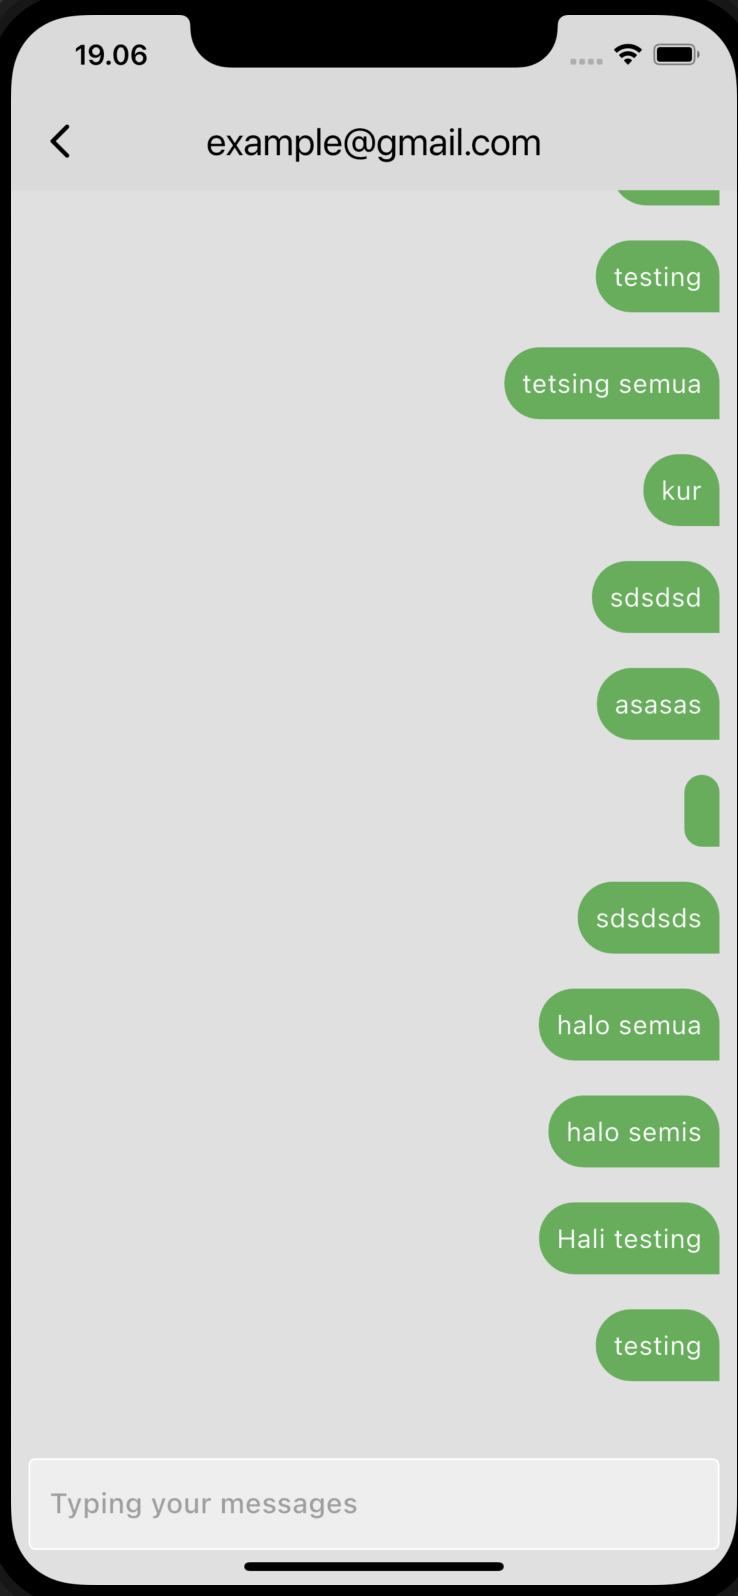 19.06
example@gmail.com
testing
tetsing semua
kur
sdsdsd
asasas
sdsdsds
halo semua
halo semis
Hali testing
testing
Typing your messages